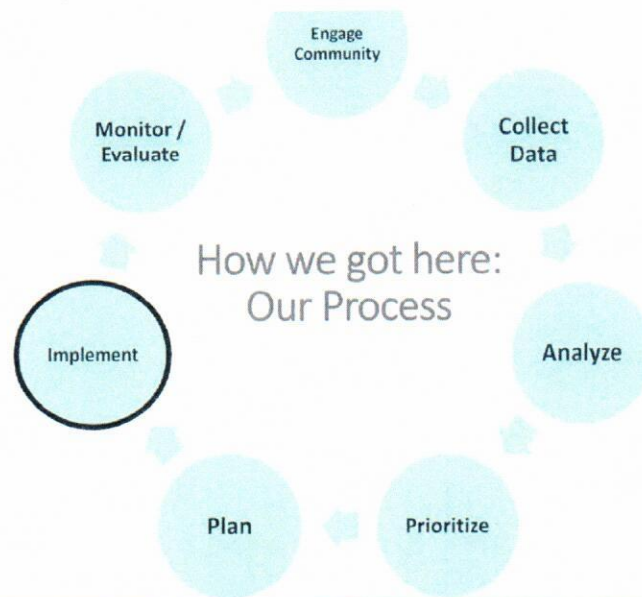 Engage
Community
Collect
Data
Analyze
Prioritize
Plan
Implement
Monitor /
Evaluate
How we got here:
Our Process